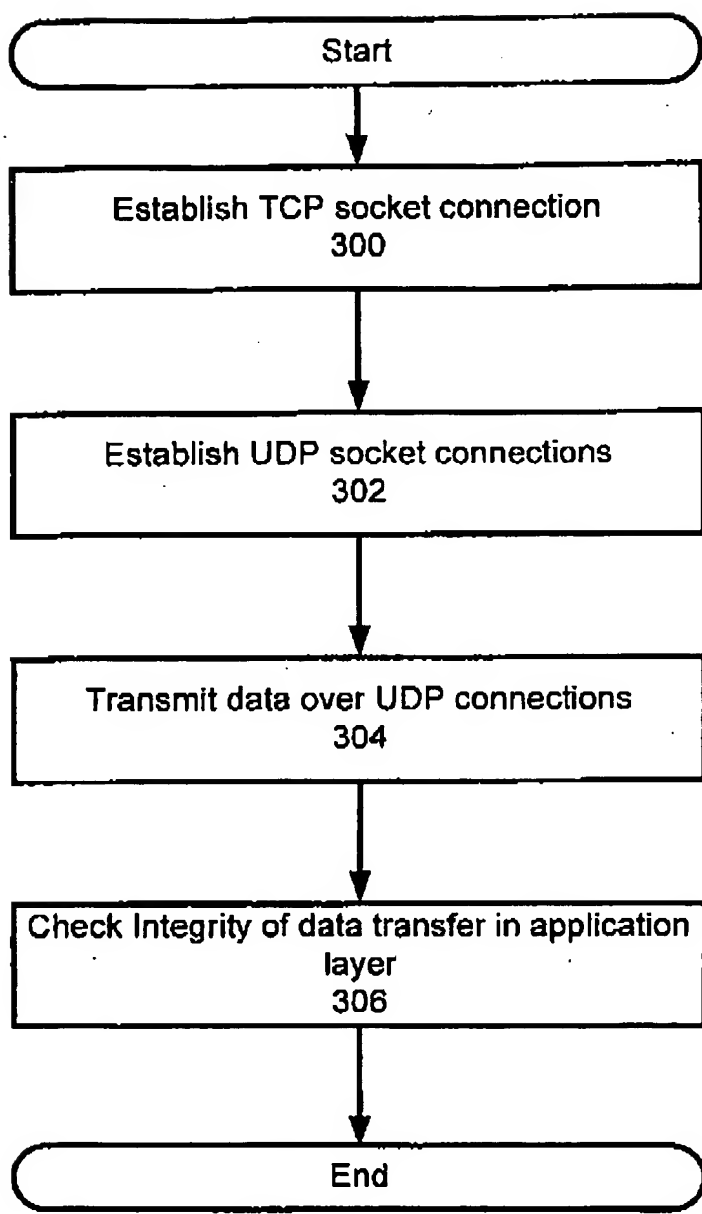 Start
Establish TCP socket connection
300
Establish UDP socket connections
302
Transmit data over UDP connections
304
Check Integrity of data transfer in application
layer
306
End